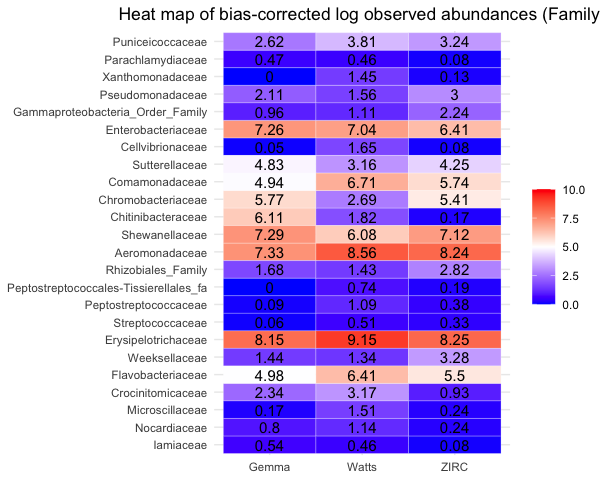 Heat map of bias-corrected log observed abundances (Family
Puniceicoccaceae 2.62 3.81 3.24
Parachlamydiaceae 0.47 0.46 0.08
Xanthomonadaceae 0 1.45 0.13
Pseudomonadaceae 2.11 1.56 3
Gammaproteobacteria_Order_Family 0.96 1.11 2.24
Enterobacteriaceae 7.26 7.04 6.41
Cellvibrionaceae 0.05 1.65 0.08
Sutterellaceae 4.83 3.16 4.25
Comamonadaceae 4.94 6.71 5.74
Chromobacteriaceae 5.77 2.69 5.41
Chitinibacteraceae 6.11 1.82 0.17
Shewanellaceae 7.29 6.08 7.12
Aeromonadaceae 7.33 8.56 8.24
Rhizobiales_Family 1.68 1.43 2.82
Peptostreptococcales-Tissierellales_fa 0 0.74 0.19
Peptostreptococcaceae 0.09 1.09 0.38
Streptococcaceae 0.06 0.51 0.33
Erysipelotrichaceae 8.15 9.15 8.25
Weeksellaceae 1.44 1.34 3.28
Flavobacteriaceae 4.98 6.41 5.5
Crocinitomicaceae 2.34 3.17 0.93
Microscillaceae 0.17 1.51 0.24
Nocardiaceae 0.8 1.14 0.24
Iamiaceae 0.54 0.46 0.08
Gemma Watts ZIRC
10.0
7.5
5.0
2.5
0.0